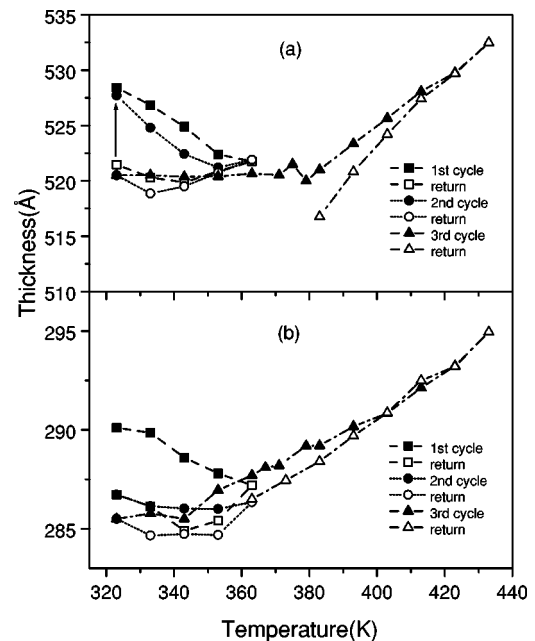 535
530
525
520
515
510
(a)
1st cycle
return
2nd cycle
return
3rd cycle
return
Thickness(Å)
295
290
285
(b)
1st cycle
return
2nd cycle
return
3rd cycle
return
320 340 360 380 400 420 440
Temperature(K)